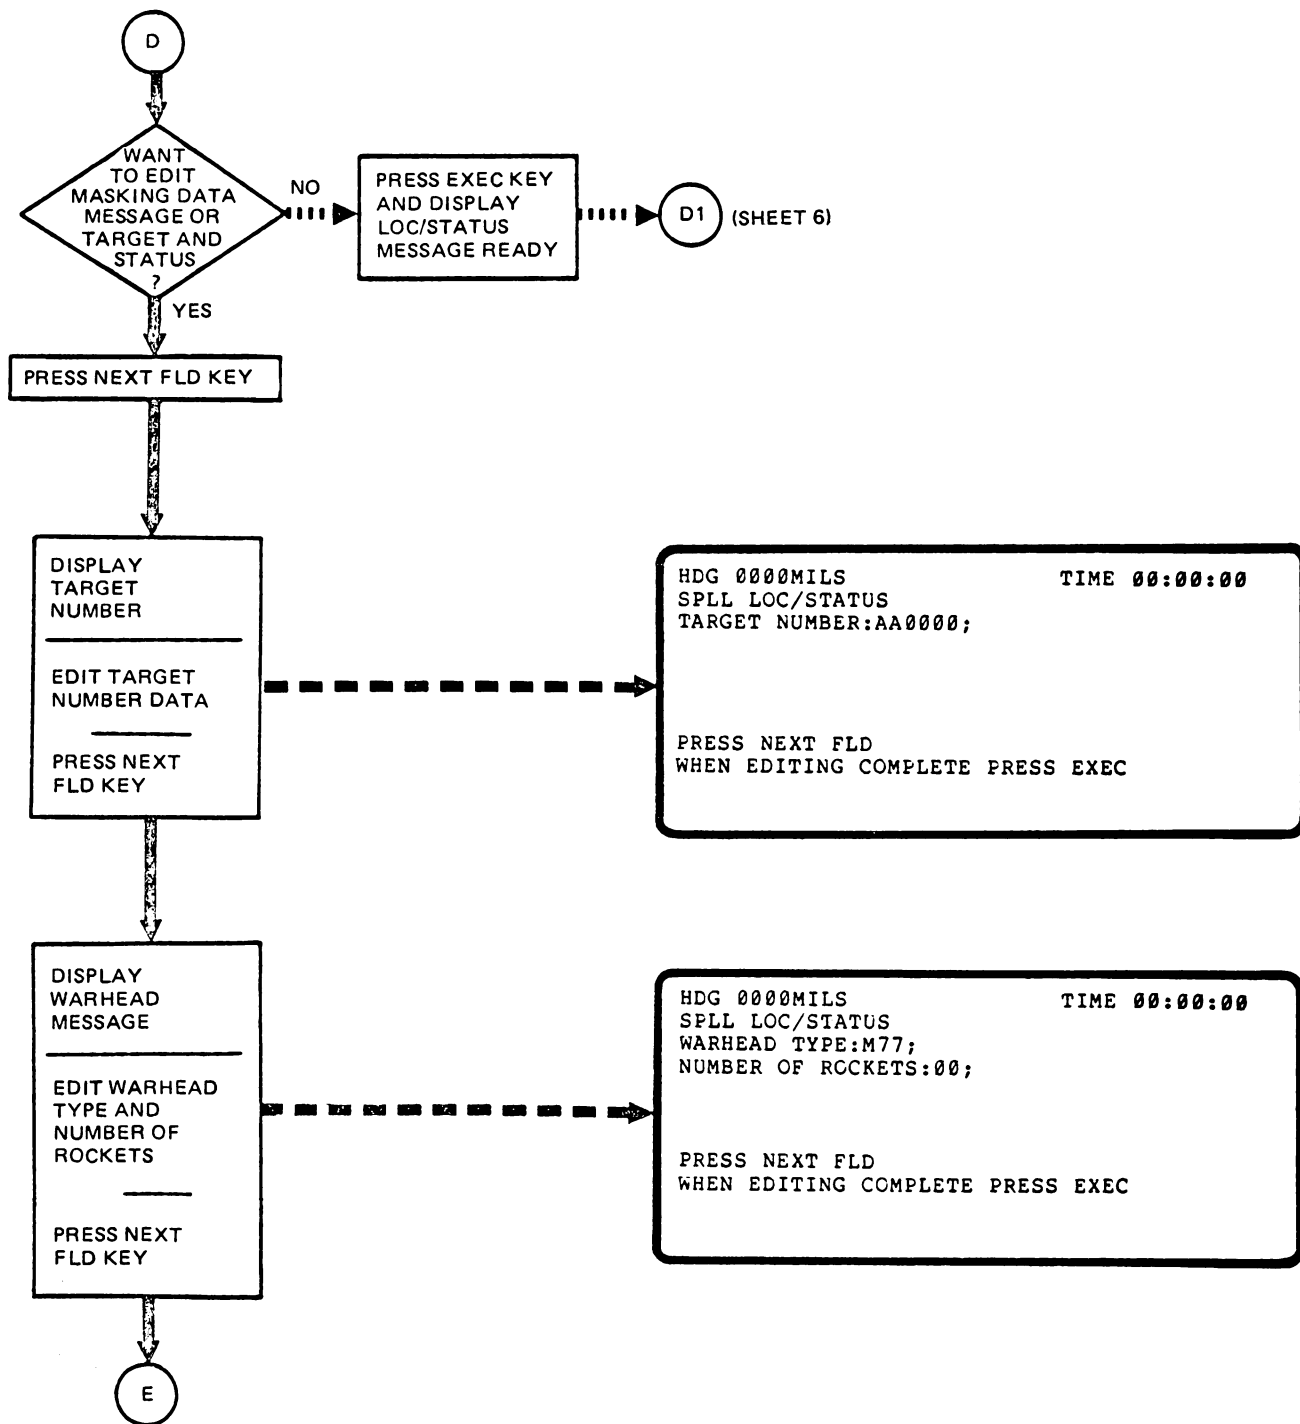 D
WANT
TO EDIT
MASKING DATA
MESSAGE OR
TARGET AND
STATUS
?
NO
PRESS EXEC KEY
AND DISPLAY
LOC/STATUS
MESSAGE READY
D1
(SHEET 6)
YES
PRESS NEXT FLD KEY
DISPLAY
TARGET
NUMBER
EDIT TARGET
NUMBER DATA
PRESS NEXT
FLD KEY
HDG 0000MILS TIME 00:00:00
SPLL LOC/STATUS
TARGET NUMBER:AA0000;
PRESS NEXT FLD
WHEN EDITING COMPLETE PRESS EXEC
DISPLAY
WARHEAD
MESSAGE
EDIT WARHEAD
TYPE AND
NUMBER OF
ROCKETS
PRESS NEXT
FLD KEY
HDG 0000MILS TIME 00:00:00
SPLL LOC/STATUS
WARHEAD TYPE:M77;
NUMBER OF ROCKETS:00;
PRESS NEXT FLD
WHEN EDITING COMPLETE PRESS EXEC
E